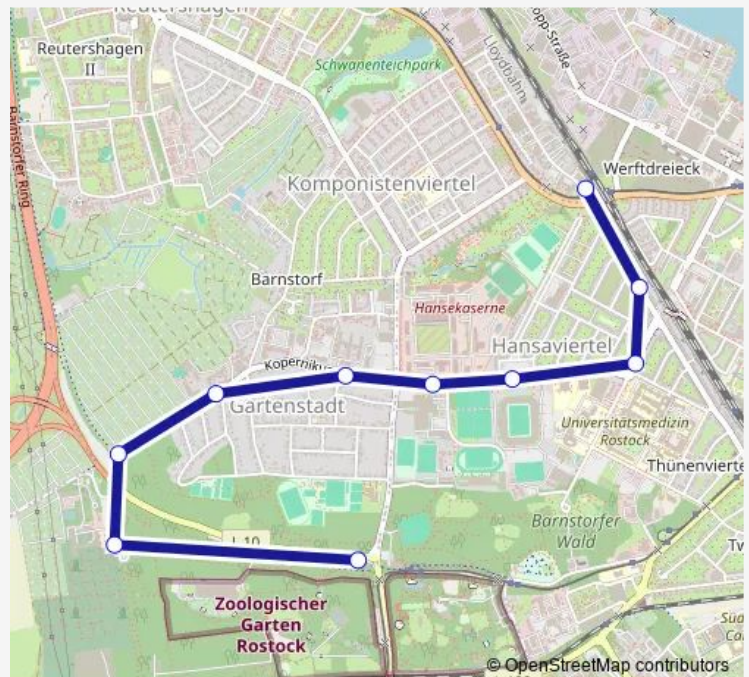 Reutershagen
Reutershagen
II
Schwanenteichpark
Lloydbahn
Barnstorfer Ring
Werftdreieck
Komponistenviertel
Barnstorf
Hansekaserne
Hansaviertel
Gartenstadt
Universitätsmedizin
Rostock
Thünenvierte
Barnstorfer
Wald
L 10
Zoologischer
Garten
Rostock
© OpenStreetMap contributors